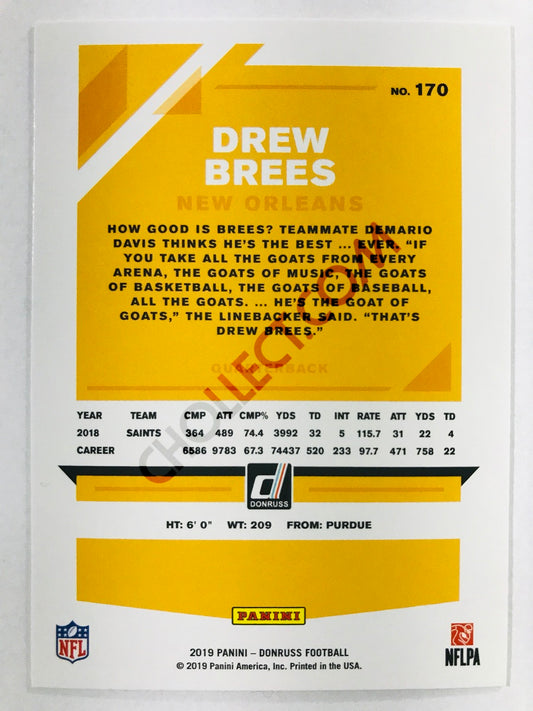 NO. 170
DREW
BREES
NEW ORLEANS
HOW GOOD IS BREES? TEAMMATE DEMARIO
DAVIS THINKS HE'S THE BEST ... EVER. "IF
YOU TAKE ALL THE GOATS FROM EVERY
ARENA, THE GOATS OF MUSIC, THE GOATS
OF BASKETBALL, THE GOATS OF BASEBALL,
ALL THE GOATS. ... HE'S THE GOAT OF
GOATS," THE LINEBACKER SAID. "THAT'S
DREW BREES."
QUARTERBACK
CHOLLECT.COM
YEAR TEAM CMP ATT CMP% YDS TD INT RATE ATT YDS TD
2018 SAINTS 364 489 74.4 3992 32 5 115.7 31 22 4
CAREER 6586 9783 67.3 74437 520 233 97.7 471 758 22
DONRUSS
HT: 6' 0" WT: 209 FROM: PURDUE
PANINI
NFL
NFLPA
2019 PANINI – DONRUSS FOOTBALL
© 2019 Panini America, Inc. Printed in the USA.